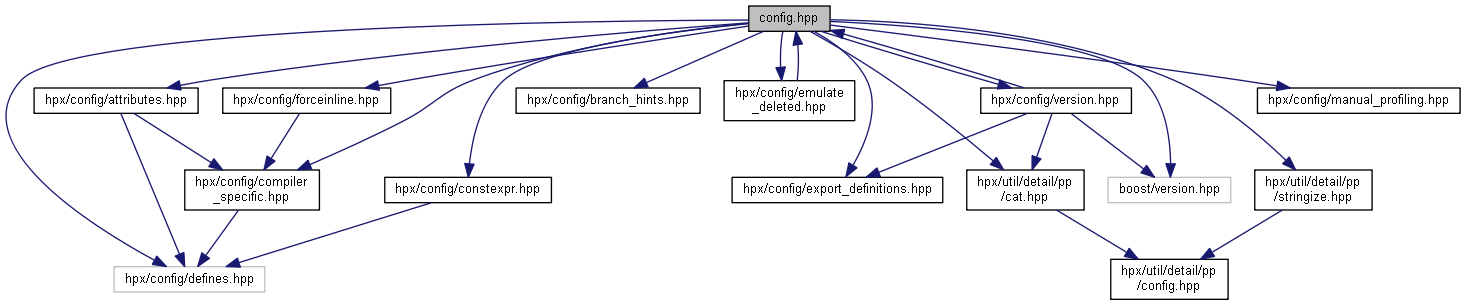 config.hpp
hpx/config/attributes.hpp
hpx/config/forceinline.hpp
hpx/config/branch_hints.hpp
hpx/config/emulate
_deleted.hpp
hpx/config/version.hpp
hpx/config/manual_profiling.hpp
hpx/config/compiler
_specific.hpp
hpx/config/constexpr.hpp
hpx/config/export_definitions.hpp
hpx/util/detail/pp
/cat.hpp
boost/version.hpp
hpx/util/detail/pp
/stringize.hpp
hpx/config/defines.hpp
hpx/util/detail/pp
/config.hpp